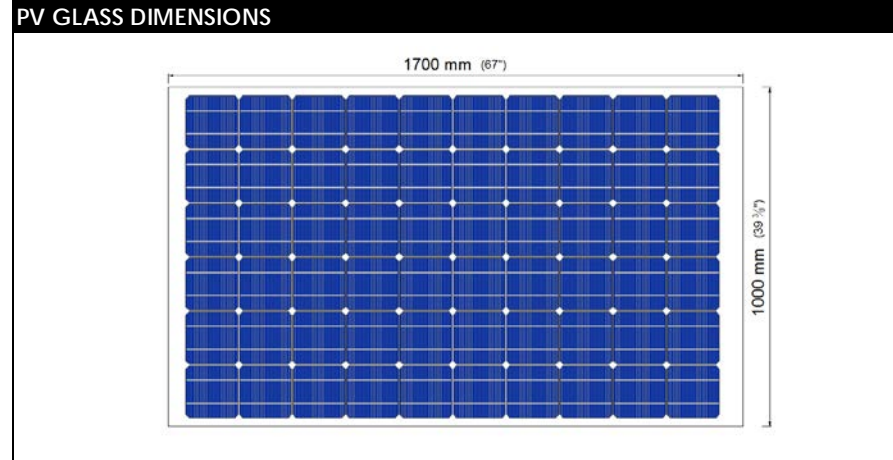 PV GLASS DIMENSIONS
1700 mm (67")
1000 mm (39 ⅜")